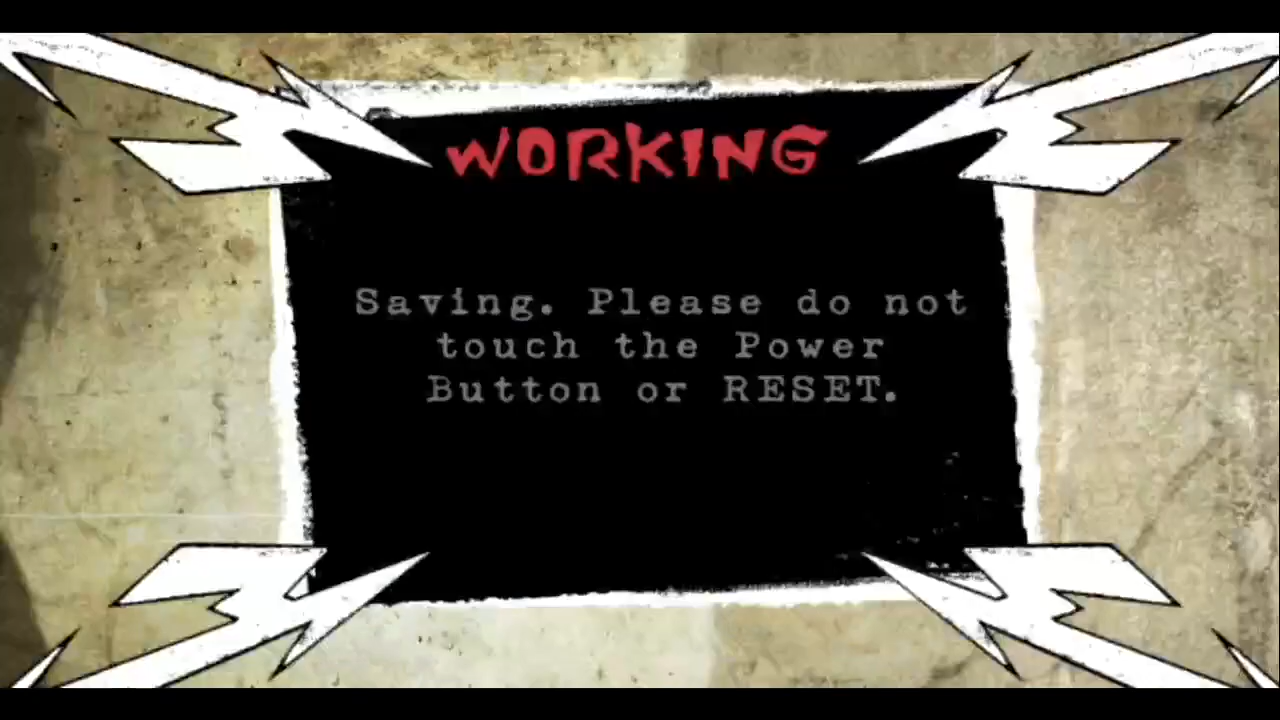 WORKING
Saving. Please do not
touch the Power
Button or RESET.